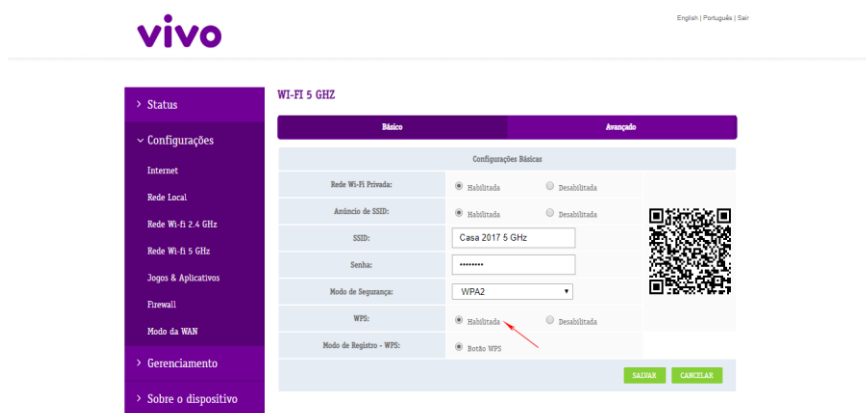 vivo
English | Português | Sair
WI-FI 5 GHZ
> Status
Configurações
Internet
Rede Local
Rede Wi-fi 2.4 GHz
Rede Wi-fi 5 GHz
Jogos & Aplicativos
Firewall
Modo da WAN
> Gerenciamento
> Sobre o dispositivo
Básico Avançado
Configurações Básicas
Rede Wi-Fi Privada: Habilitada Desabilitada
Anúncio de SSID: Habilitada Desabilitada
SSID: Casa 2017 5 GHz
Senha: ••••••••
Modo de Segurança: WPA2
WPS: Habilitada Desabilitada
Modo de Registro - WPS: Botão WPS
SALVAR CANCELAR